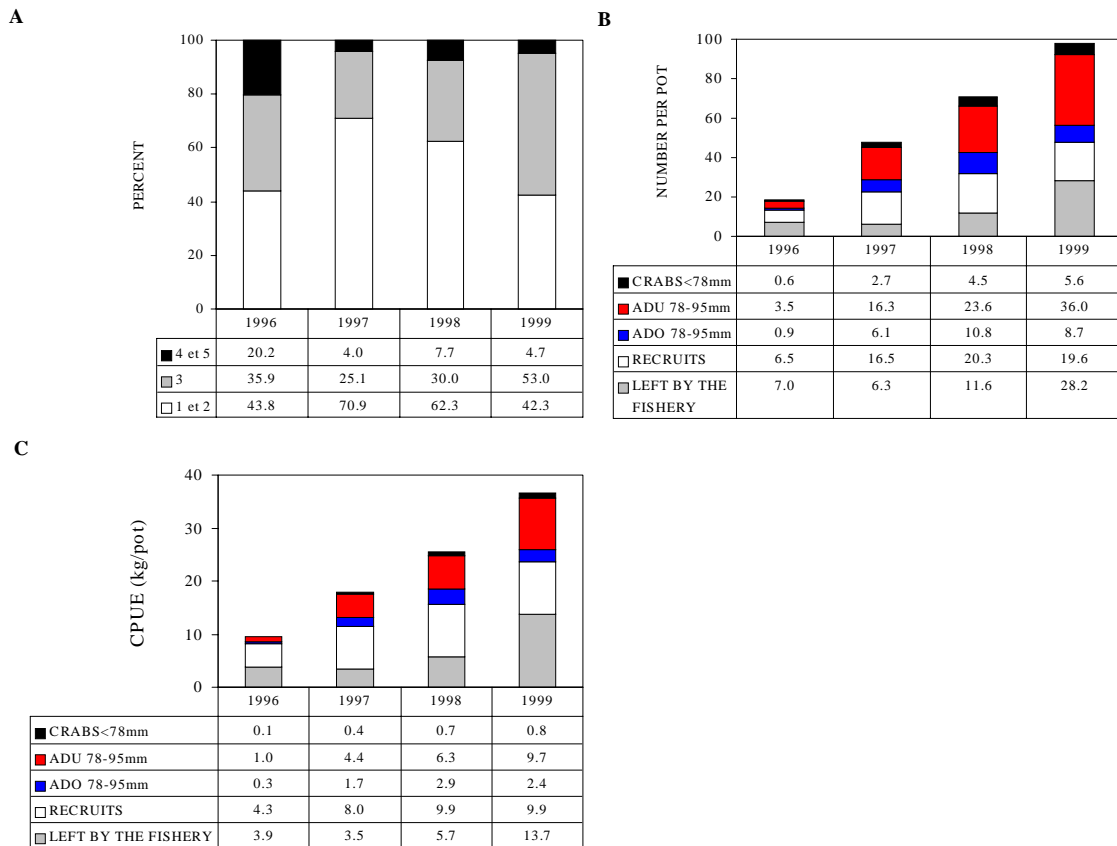 A
100
80
60
40
20
0
PERCENT
1996 1997 1998 1999
4 et 5 20.2 4.0 7.7 4.7
3 35.9 25.1 30.0 53.0
1 et 2 43.8 70.9 62.3 42.3
B
100
80
60
40
20
0
NUMBER PER POT
1996 1997 1998 1999
CRABS<78mm 0.6 2.7 4.5 5.6
ADU 78-95mm 3.5 16.3 23.6 36.0
ADO 78-95mm 0.9 6.1 10.8 8.7
RECRUITS 6.5 16.5 20.3 19.6
LEFT BY THE 7.0 6.3 11.6 28.2
FISHERY
C
40
30
20
10
0
CPUE (kg/pot)
1996 1997 1998 1999
CRABS<78mm 0.1 0.4 0.7 0.8
ADU 78-95mm 1.0 4.4 6.3 9.7
ADO 78-95mm 0.3 1.7 2.9 2.4
RECRUITS 4.3 8.0 9.9 9.9
LEFT BY THE FISHERY 3.9 3.5 5.7 13.7